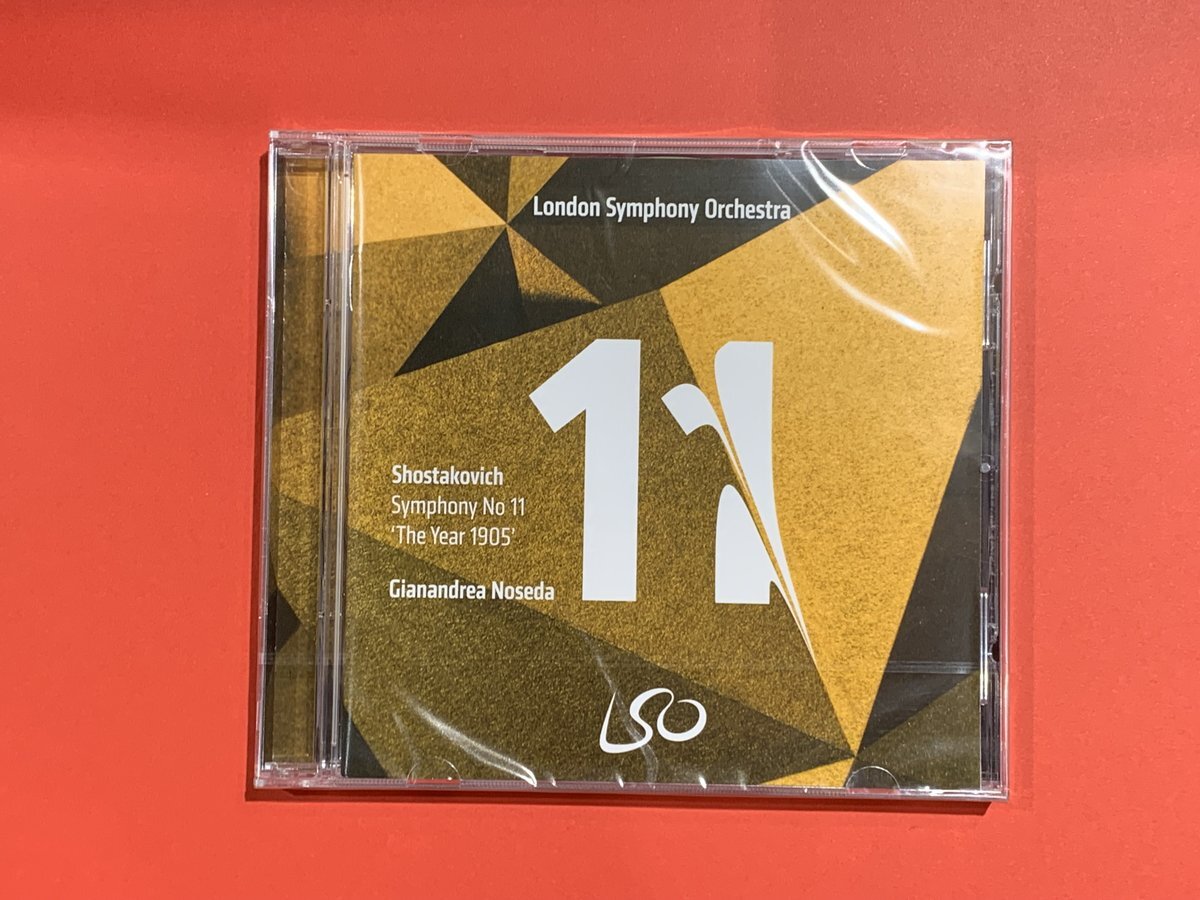 London Symphony Orchestra
11
Shostakovich
Symphony No 11
‘The Year 1905’
Gianandrea Noseda
LSO